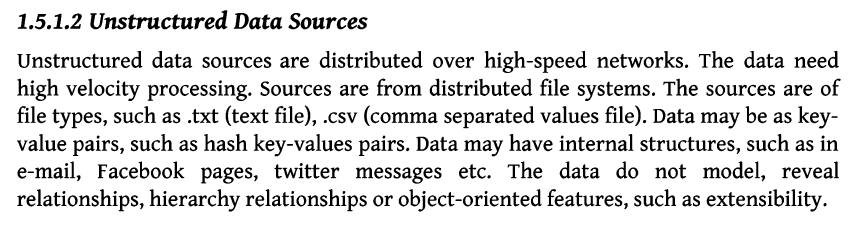 1.5.1.2 Unstructured Data Sources
Unstructured data sources are distributed over high-speed networks. The data need
high velocity processing. Sources are from distributed file systems. The sources are of
file types, such as .txt (text file), .csv (comma separated values file). Data may be as key-
value pairs, such as hash key-values pairs. Data may have internal structures, such as in
e-mail, Facebook pages, twitter messages etc. The data do not model, reveal
relationships, hierarchy relationships or object-oriented features, such as extensibility.